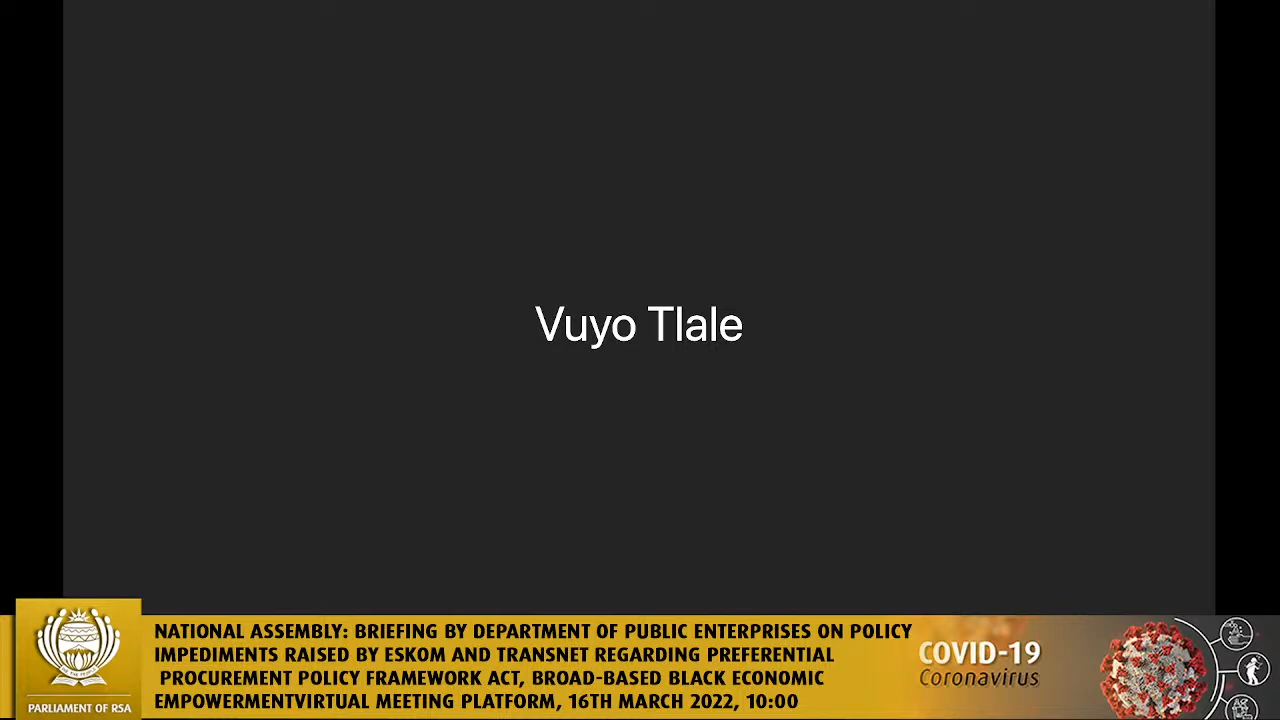 Vuyo Tlale
NATIONAL ASSEMBLY: BRIEFING BY DEPARTMENT OF PUBLIC ENTERPRISES ON POLICY
IMPEDIMENTS RAISED BY ESKOM AND TRANSNET REGARDING PREFERENTIAL
PROCUREMENT POLICY FRAMEWORK ACT, BROAD-BASED BLACK ECONOMIC
EMPOWERMENTVIRTUAL MEETING PLATFORM, 16TH MARCH 2022, 10:00
PARLIAMENT OF RSA
COVID-19
Coronavirus